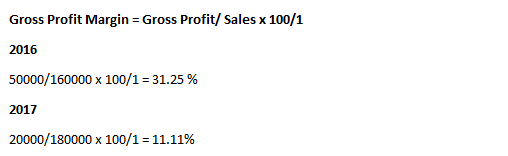 Gross Profit Margin = Gross Profit/ Sales x 100/1
2016
50000/160000 x 100/1 = 31.25 %
2017
20000/180000 x 100/1 = 11.11%